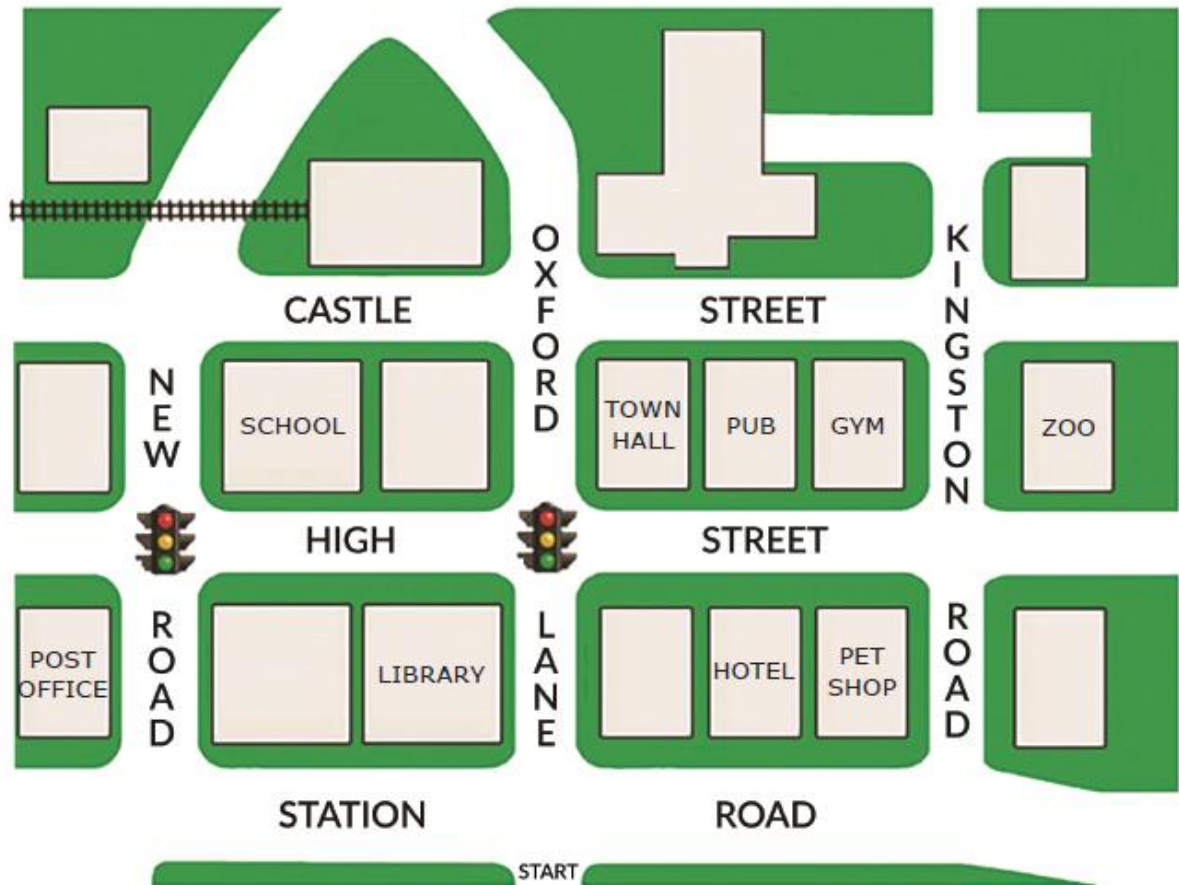 CASTLE STREET
OXFORD LANE
KINGSTON ROAD
NEW ROAD
SCHOOL
TOWN
HALL
PUB
GYM
ZOO
HIGH STREET
POST
OFFICE
LIBRARY
HOTEL
PET
SHOP
STATION ROAD
START